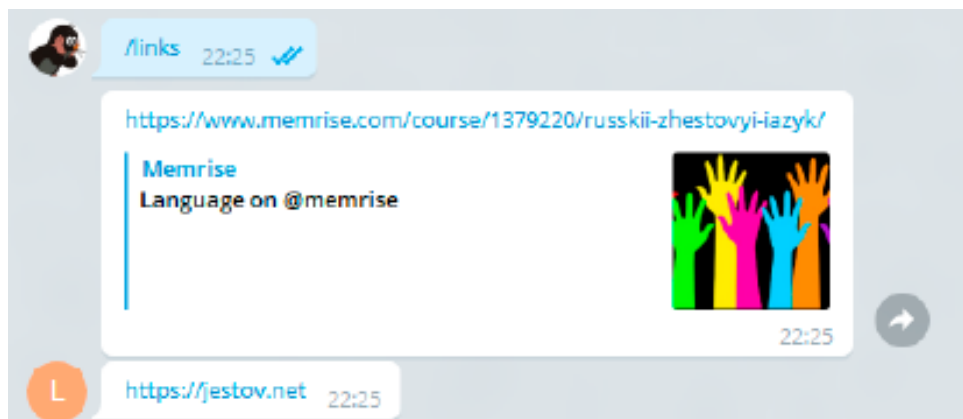 /links 22:25
https://www.memrise.com/course/1379220/russkii-zhestovyi-iazyk/
Memrise
Language on @memrise
22:25
L
https://jestov.net 22:25